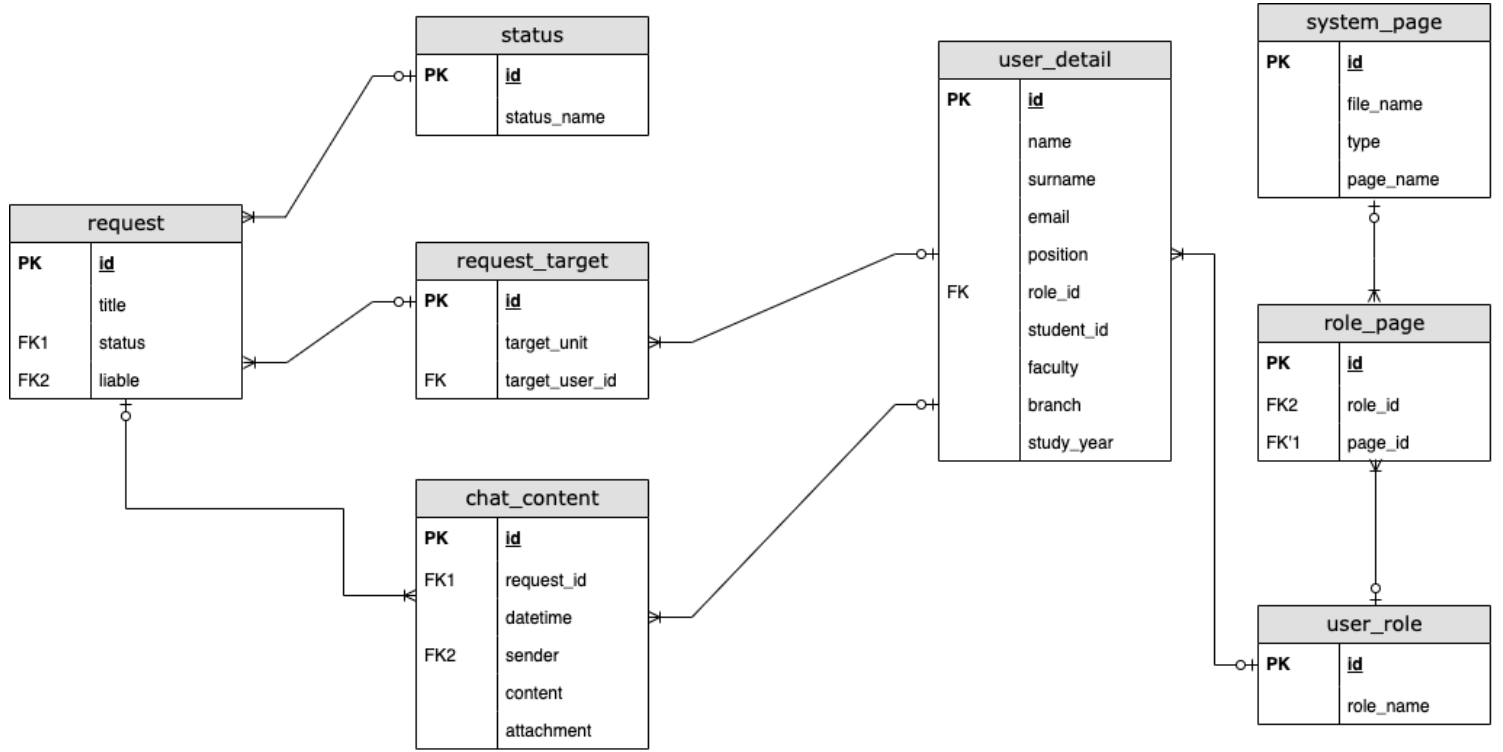 status
PK id
status_name
request
PK id
title
FK1 status
FK2 liable
request_target
PK id
target_unit
FK target_user_id
chat_content
PK id
FK1 request_id
datetime
FK2 sender
content
attachment
user_detail
PK id
name
surname
email
position
FK role_id
student_id
faculty
branch
study_year
system_page
PK id
file_name
type
page_name
role_page
PK id
FK2 role_id
FK'1 page_id
user_role
PK id
role_name